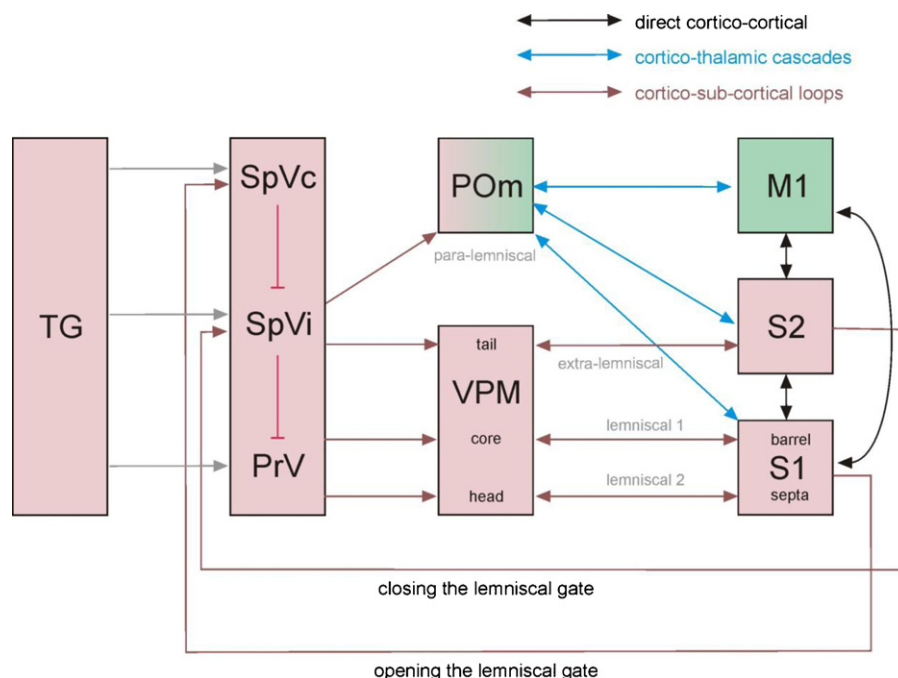 direct cortico-cortical
cortico-thalamic cascades
cortico-sub-cortical loops
TG
SpVc
SpVi
PrV
POm
para-lemniscal
tail
VPM
core
head
extra-lemniscal
lemniscal 1
lemniscal 2
M1
S2
barrel
S1
septa
closing the lemniscal gate
opening the lemniscal gate